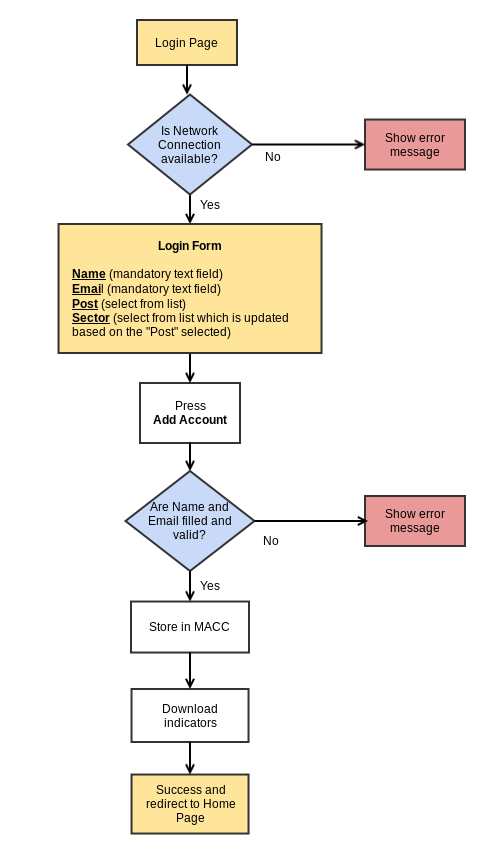 Login Page
Is Network
Connection
available?
No
Show error
message
Yes
Login Form
Name (mandatory text field)
Email (mandatory text field)
Post (select from list)
Sector (select from list which is updated
based on the "Post" selected)
Press
Add Account
Are Name and
Email filled and
valid?
No
Show error
message
Yes
Store in MACC
Download
indicators
Success and
redirect to Home
Page